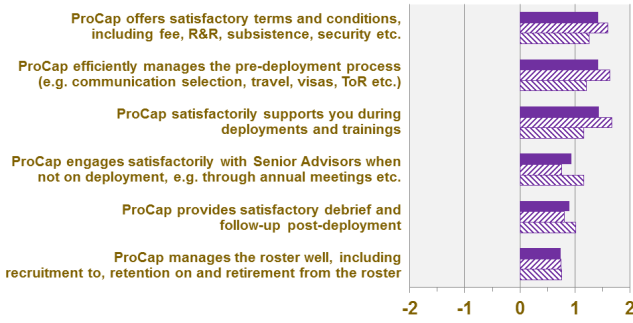 ProCap offers satisfactory terms and conditions,
including fee, R&R, subsistence, security etc.
ProCap efficiently manages the pre-deployment process
(e.g. communication selection, travel, visas, ToR etc.)
ProCap satisfactorily supports you during
deployments and trainings
ProCap engages satisfactorily with Senior Advisors when
not on deployment, e.g. through annual meetings etc.
ProCap provides satisfactory debrief and
follow-up post-deployment
ProCap manages the roster well, including
recruitment to, retention on and retirement from the roster
-2 -1 0 1 2